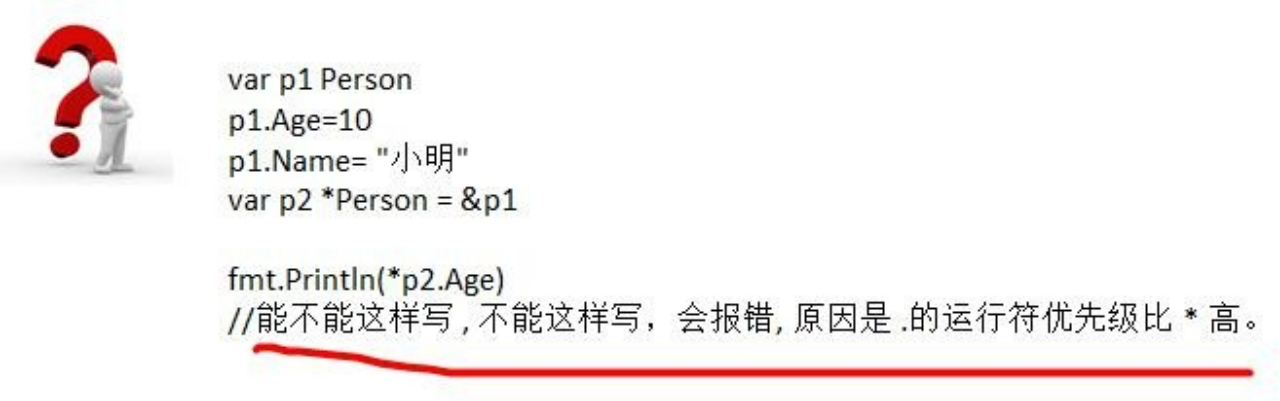 var p1 Person
p1.Age=10
p1.Name= "小明"
var p2 *Person = &p1
fmt.Println(*p2.Age)
//能不能这样写 , 不能这样写，会报错, 原因是 .的运行符优先级比 * 高。